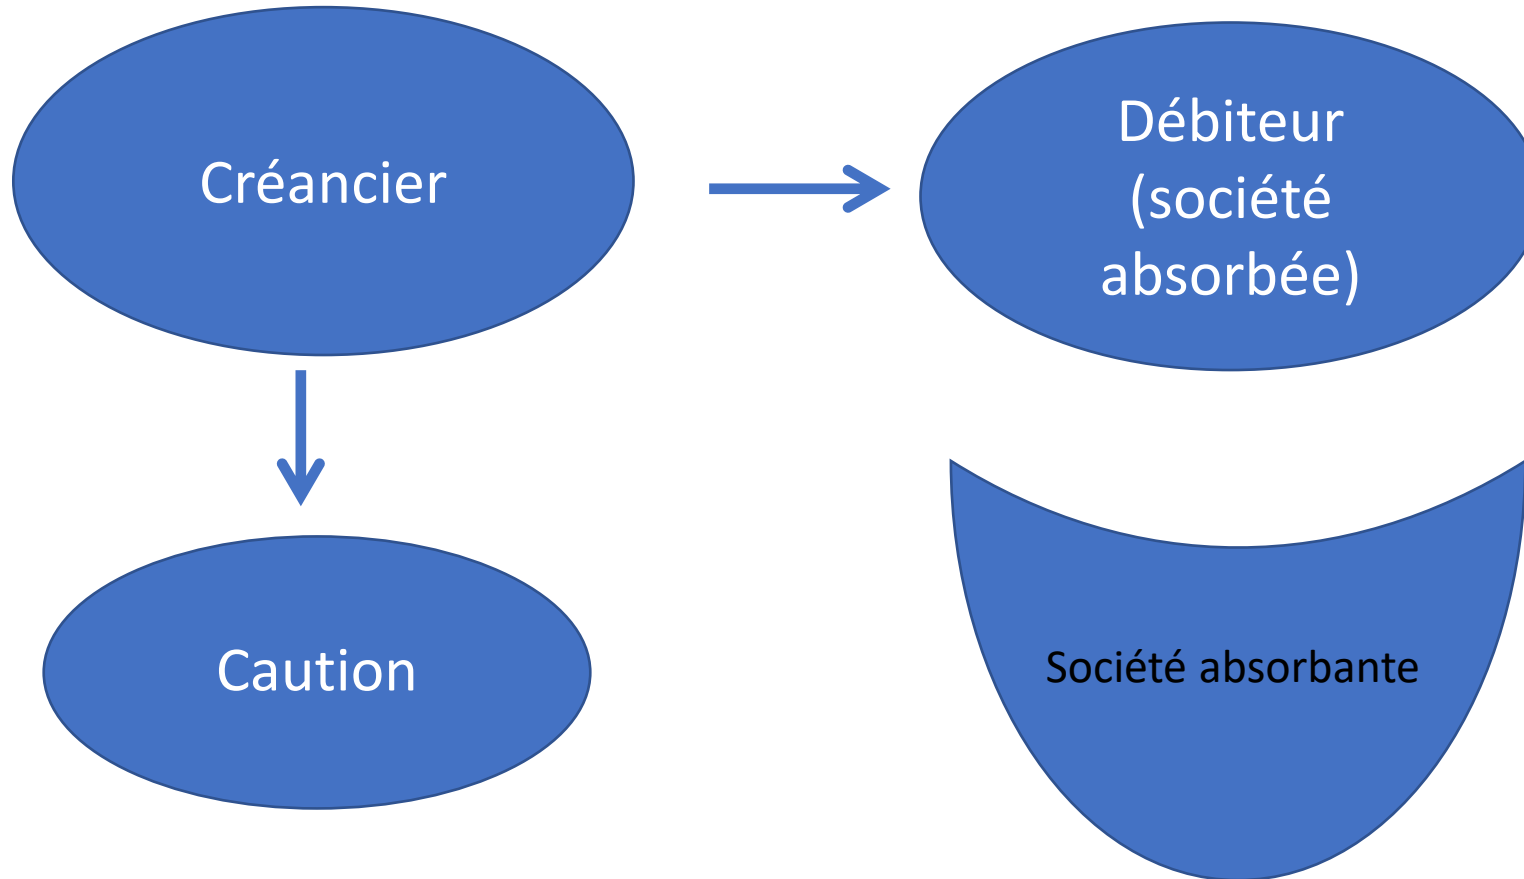 Créancier
Débiteur
(société
absorbée)
Caution
Société absorbante